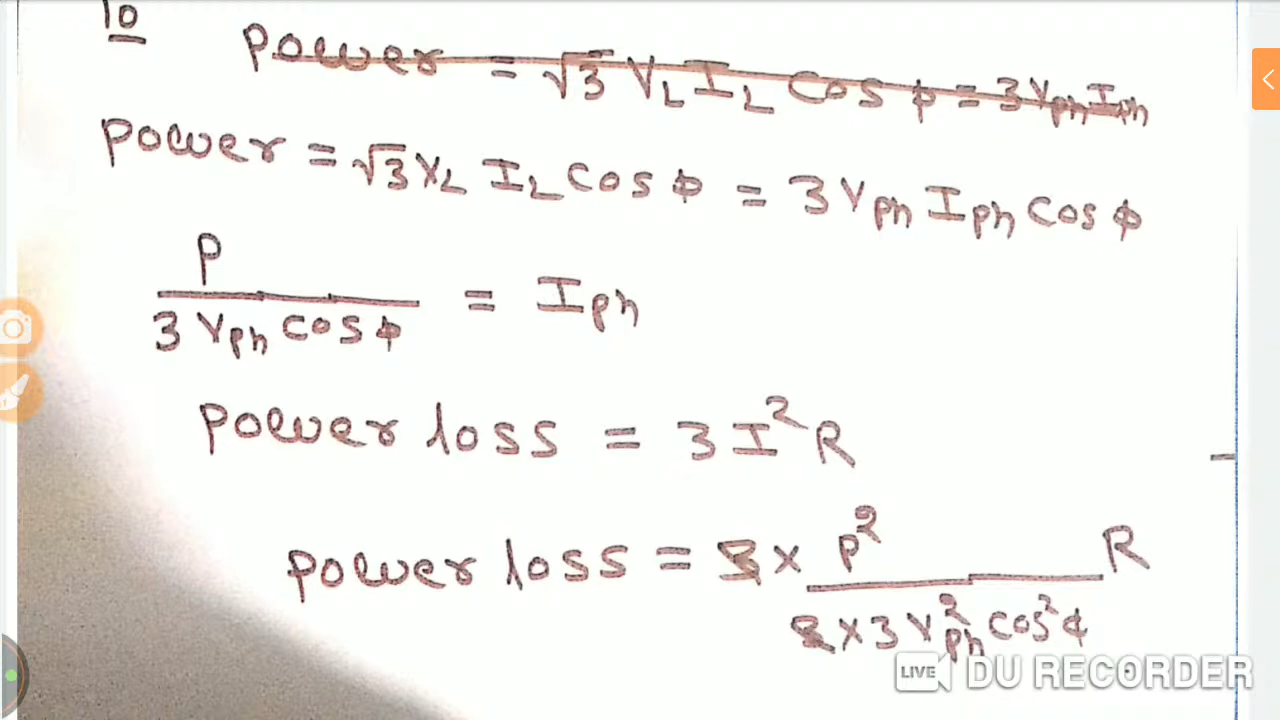 10
Power = √3 VL IL Cos ϕ = 3 Vph Iph
Power = √3 VL IL Cos ϕ = 3 Vph Iph Cos ϕ
P / 3 Vph Cos ϕ = Iph
Power loss = 3 I² R
Power loss = 3 × P² / 3 × 3 V²ph Cos² ϕ R
LIVE DU RECORDER